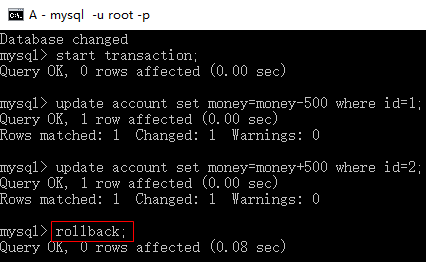 A - mysql  -u root -p
Database changed
mysql> start transaction;
Query OK, 0 rows affected (0.00 sec)
mysql> update account set money=money-500 where id=1;
Query OK, 1 row affected (0.00 sec)
Rows matched: 1  Changed: 1  Warnings: 0
mysql> update account set money=money+500 where id=2;
Query OK, 1 row affected (0.00 sec)
Rows matched: 1  Changed: 1  Warnings: 0
mysql> rollback;
Query OK, 0 rows affected (0.08 sec)